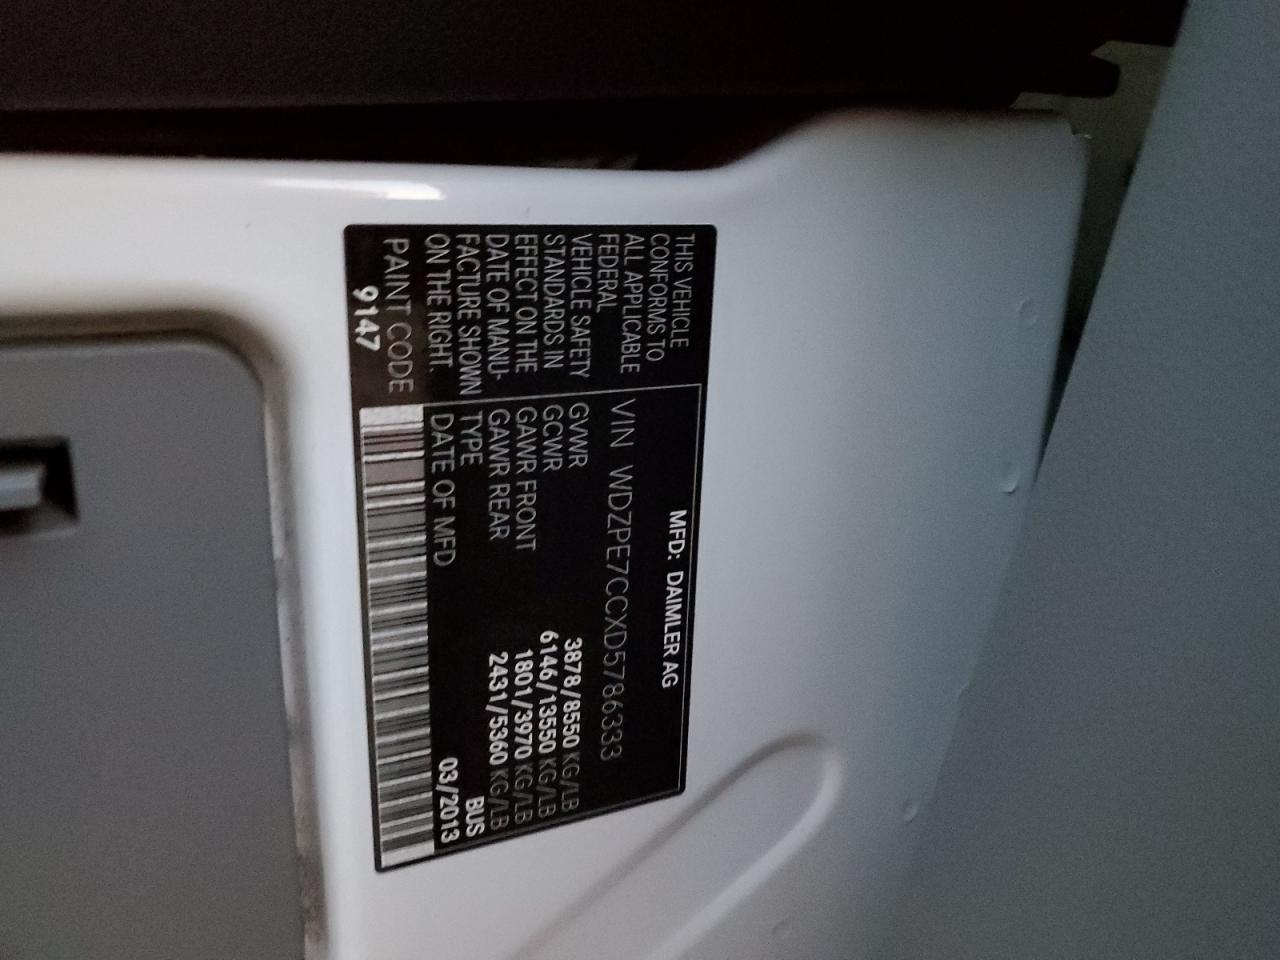 MFD: DAIMLER AG
THIS VEHICLE
CONFORMS TO
ALL APPLICABLE
FEDERAL
VEHICLE SAFETY
STANDARDS IN
EFFECT ON THE
DATE OF MANU-
FACTURE SHOWN
ON THE RIGHT.
PAINT CODE
9147
VIN WDZPE7CCXD5786333
GVWR 3878/8550 KG/LB
GCWR 6146/13550 KG/LB
GAWR FRONT 1801/3970 KG/LB
GAWR REAR 2431/5360 KG/LB
TYPE BUS
DATE OF MFD 03/2013